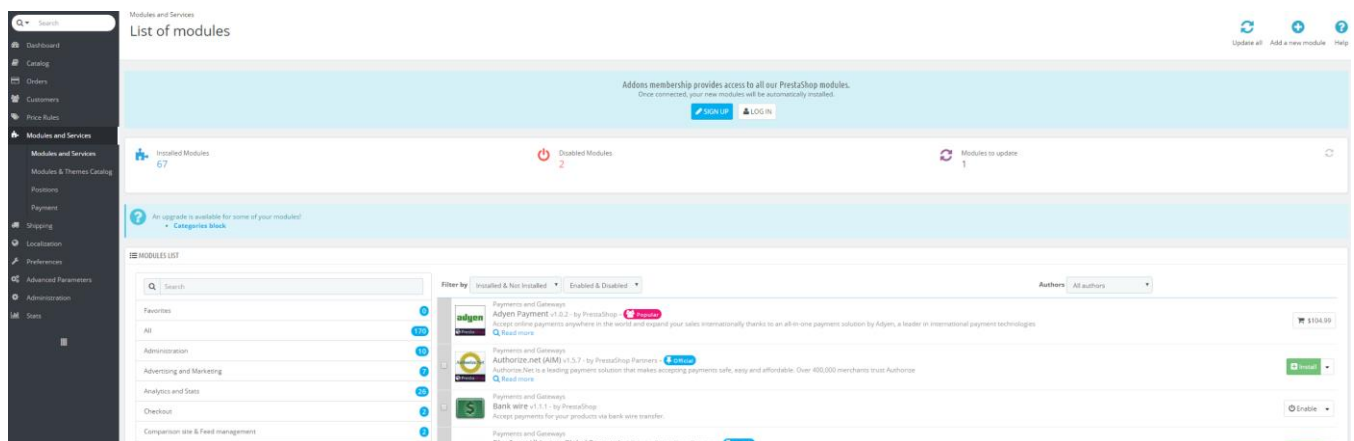 Search
Dashboard
Catalog
Orders
Customers
Price Rules
Modules and Services
Modules and Services
Modules & Themes Catalog
Positions
Payment
Shipping
Localization
Preferences
Advanced Parameters
Administration
Stats
Modules and Services
List of modules
Update all
Add a new module
Help
Addons membership provides access to all our PrestaShop modules.
Once connected, your new modules will be automatically installed.
SIGN UP
LOG IN
Installed Modules
67
Disabled Modules
2
Modules to update
1
An upgrade is available for some of your modules!
• Categories block
MODULES LIST
Search
Favorites 0
All 170
Administration 10
Advertising and Marketing 7
Analytics and Stats 26
Checkout 2
Comparison site & Feed management 2
Filter by Installed & Not Installed Enabled & Disabled
Authors All authors
adyen
Payments and Gateways
Adyen Payment v1.0.2 - by PrestaShop - Popular
Accept online payments anywhere in the world and expand your sales internationally thanks to an all-in-one payment solution by Adyen, a leader in international payment technologies
Read more
$104.99
Payments and Gateways
Authorize.net (AIM) v1.5.7 - by PrestaShop Partners - Official
Authorize.Net is a leading payment solution that makes accepting payments safe, easy and affordable. Over 400,000 merchants trust Authorise
Read more
Install
Payments and Gateways
Bank wire v1.1.1 - by PrestaShop
Accept payments for your products via bank wire transfer.
Enable
Payments and Gateways